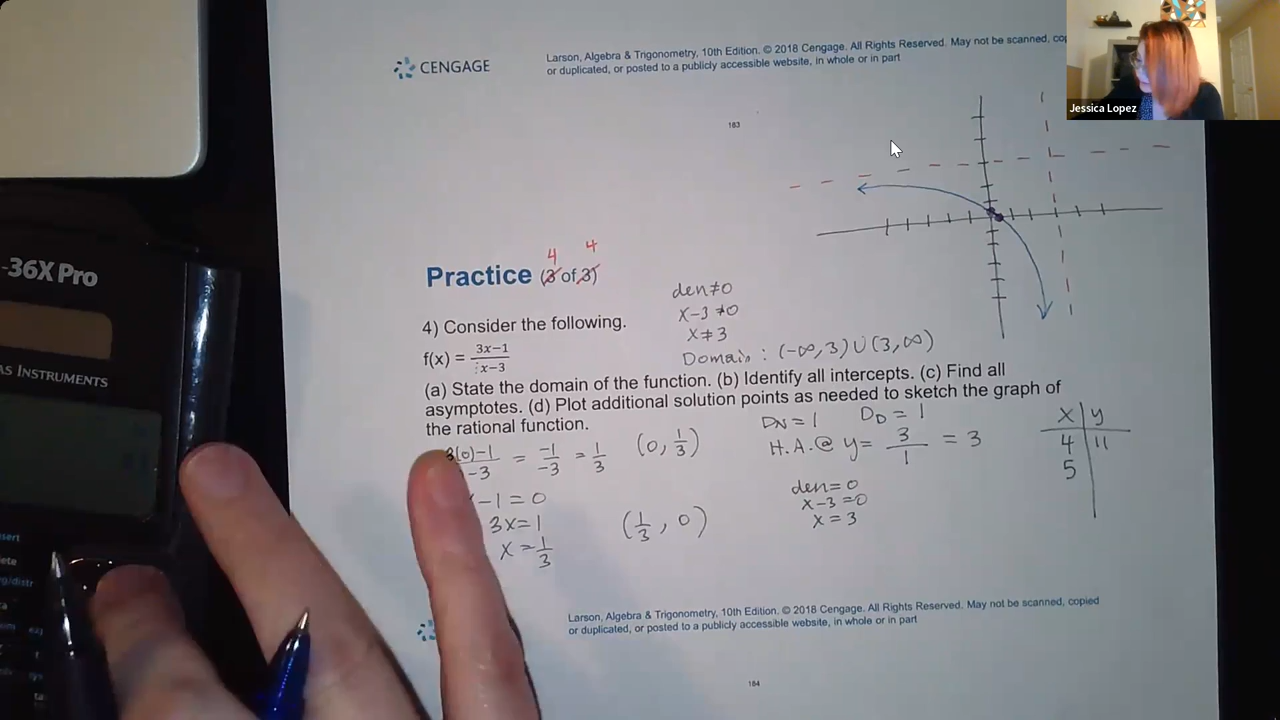 CENGAGE
Larson, Algebra & Trigonometry, 10th Edition. © 2018 Cengage. All Rights Reserved. May not be scanned,
or duplicated, or posted to a publicly accessible website, in whole or in part
Jessica Lopez
183
-36X Pro
INSTRUMENTS
4 4
Practice (3 of 3)
den≠0
x-3≠0
x≠3
Domain: (-∞,3)∪(3,∞)
4) Consider the following.
f(x) = 3x−1 / x−3
(a) State the domain of the function. (b) Identify all intercepts. (c) Find all
asymptotes. (d) Plot additional solution points as needed to sketch the graph of
the rational function.
3(0)-1 / -3 = -1/-3 = 1/3 (0, 1/3)
-1=0
3x=1
x=1/3
(1/3, 0)
DN=1 DD=1
H.A.@ y= 3/1 = 3
den=0
x-3=0
x=3
x | y
4 | 11
5 |
Larson, Algebra & Trigonometry, 10th Edition. © 2018 Cengage. All Rights Reserved. May not be scanned, copied
or duplicated, or posted to a publicly accessible website, in whole or in part
184